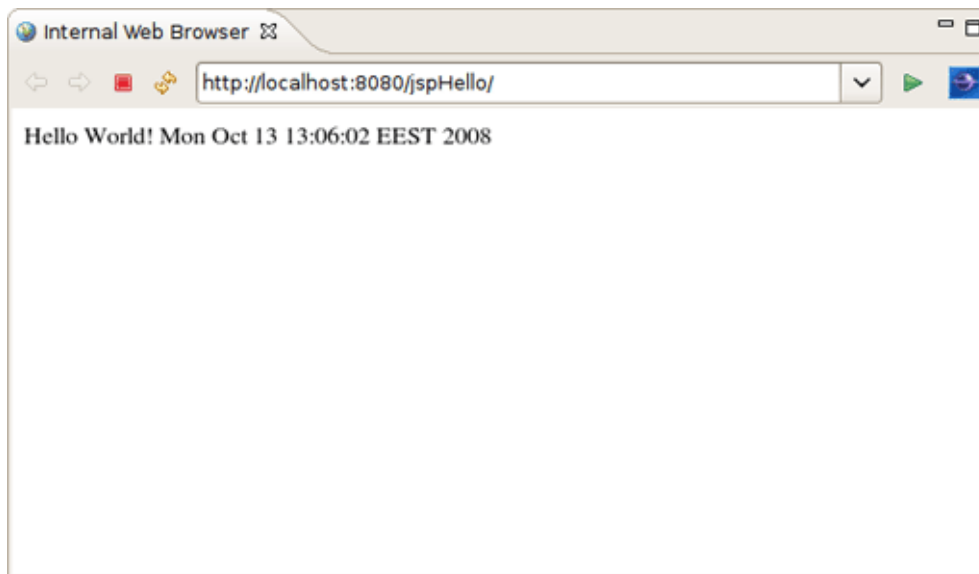 Internal Web Browser
http://localhost:8080/jspHello/
Hello World! Mon Oct 13 13:06:02 EEST 2008